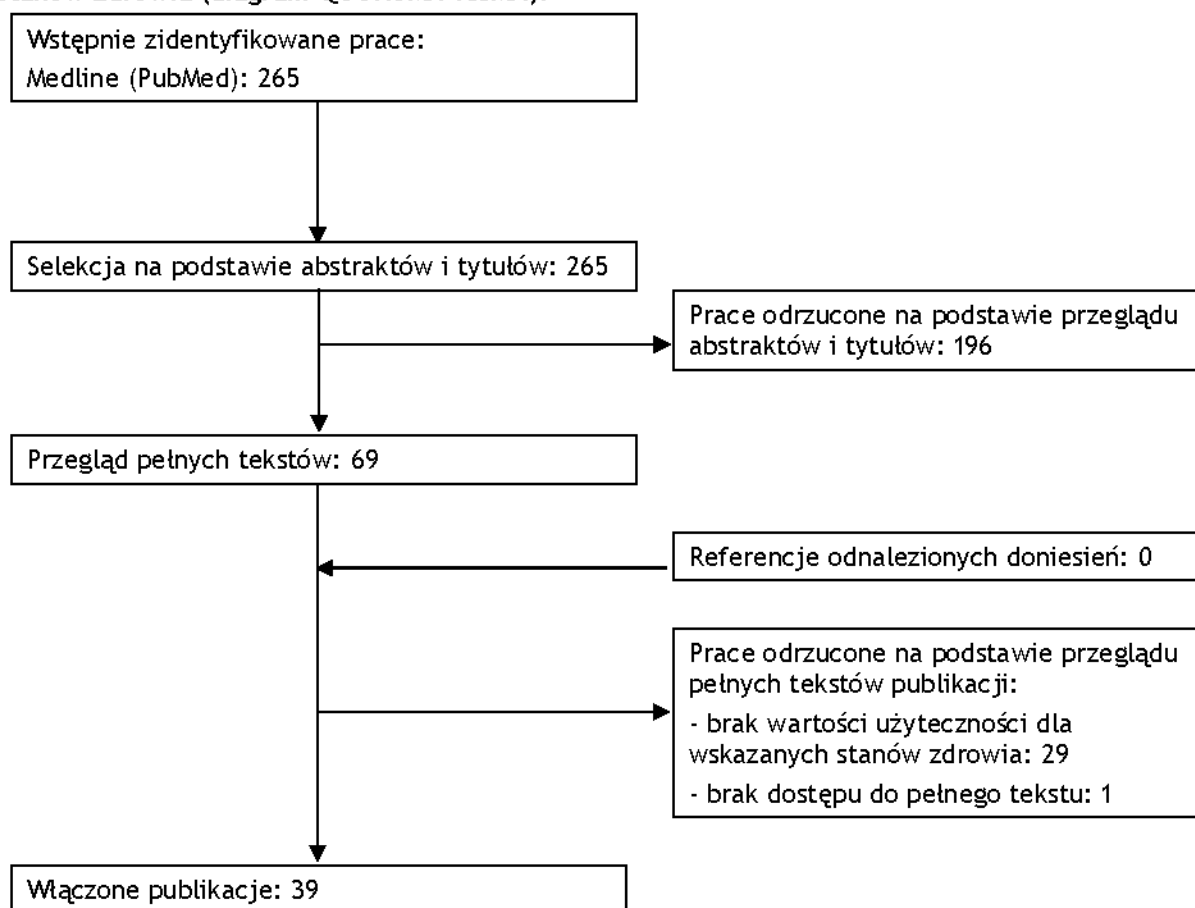 Wstępnie zidentyfikowane prace:
Medline (PubMed): 265
Selekcja na podstawie abstraktów i tytułów: 265
Prace odrzucone na podstawie przeglądu
abstraktów i tytułów: 196
Przegląd pełnych tekstów: 69
Referencje odnalezionych doniesień: 0
Prace odrzucone na podstawie przeglądu
pełnych tekstów publikacji:
- brak wartości użyteczności dla
wskazanych stanów zdrowia: 29
- brak dostępu do pełnego tekstu: 1
Włączone publikacje: 39